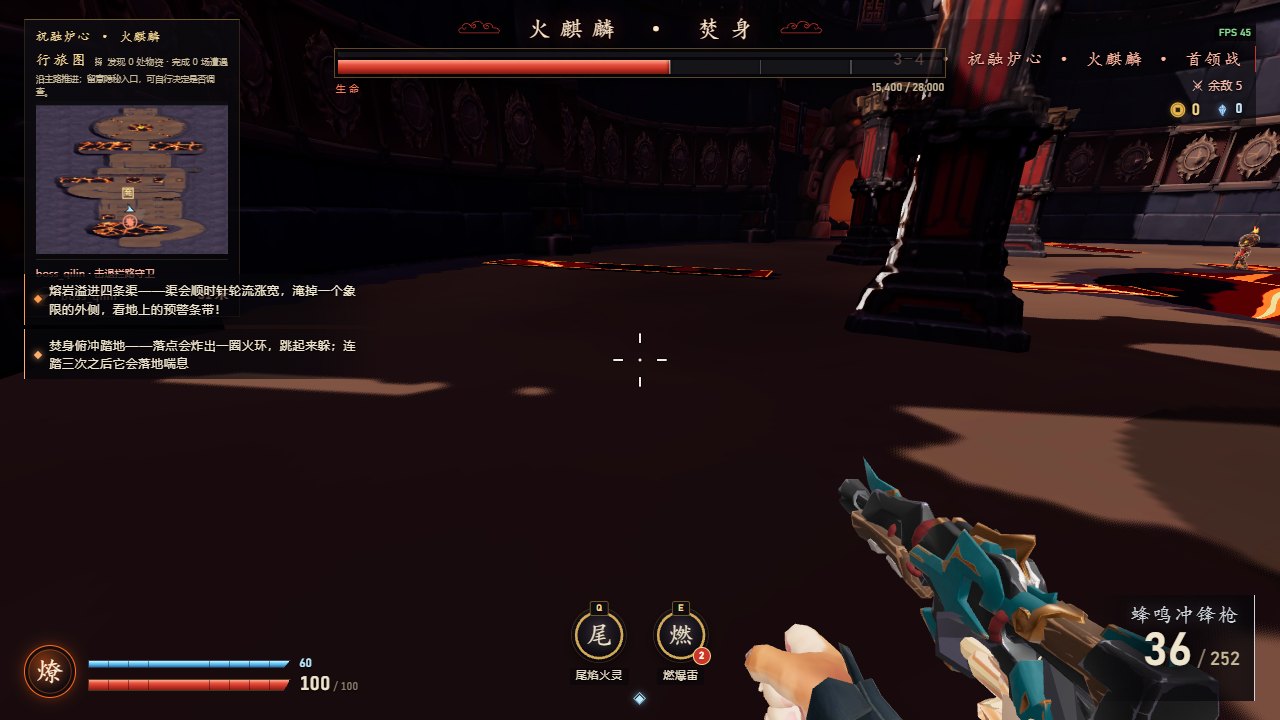 火麒麟 • 焚身
祝融炉心 • 火麒麟
行旅图 发现 0 处物资 · 完成 0 场遭遇
沿主路推进；留意隐秘入口，可自行决定是否调查。
FPS 45
3-4 • 祝融炉心 • 火麒麟 • 首领战
余敌 5
0 0
生命
15,400 / 28,000
熔岩溢进四条渠——渠会顺时针轮流涨宽，淹掉一个象限的外侧，看地上的预警条带！
焚身俯冲踏地——落点会炸出一圈火环，跳起来躲；连踏三次之后它会落地喘息
Q
E
尾
燃
2
尾焰火灵
燃爆雷
燎
60
100 / 100
蜂鸣冲锋枪
36 / 252